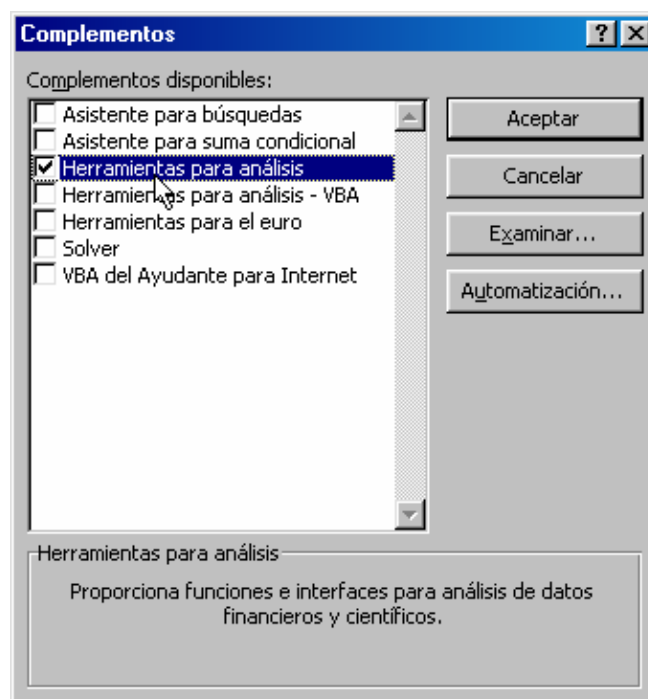 Complementos
Complementos disponibles:
Asistente para búsquedas
Asistente para suma condicional
Herramientas para análisis
Herramientas para análisis - VBA
Herramientas para el euro
Solver
VBA del Ayudante para Internet
Aceptar
Cancelar
Examinar...
Automatización...
Herramientas para análisis
Proporciona funciones e interfaces para análisis de datos
financieros y científicos.